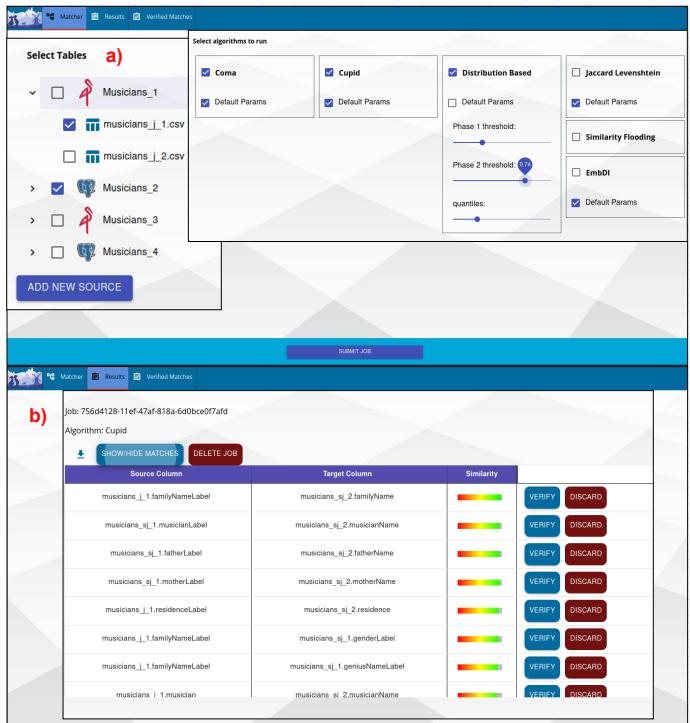 Matcher Results Verified Matches
Select Tables
a)
Musicians_1
musicians_j_1.csv
musicians_j_2.csv
Musicians_2
Musicians_3
Musicians_4
ADD NEW SOURCE
Select algorithms to run
Coma
Default Params
Cupid
Default Params
Distribution Based
Default Params
Phase 1 threshold:
Phase 2 threshold:
0.74
quantiles:
Jaccard Levenshtein
Default Params
Similarity Flooding
EmbDI
Default Params
SUBMIT JOB
Matcher Results Verified Matches
b)
Job: 756d4128-11ef-47af-818a-6d0bce0f7afd
Algorithm: Cupid
SHOW/HIDE MATCHES DELETE JOB
Source Column Target Column Similarity
musicians_j_1.familyNameLabel musicians_sj_2.familyName VERIFY DISCARD
musicians_sj_1.musicianLabel musicians_sj_2.musicianName VERIFY DISCARD
musicians_sj_1.fatherLabel musicians_sj_2.fatherName VERIFY DISCARD
musicians_sj_1.motherLabel musicians_sj_2.motherName VERIFY DISCARD
musicians_j_1.residenceLabel musicians_sj_2.residence VERIFY DISCARD
musicians_j_1.familyNameLabel musicians_sj_1.genderLabel VERIFY DISCARD
musicians_j_1.familyNameLabel musicians_sj_1.geniusNameLabel VERIFY DISCARD
musicians_j_1.musician musicians_sj_2.musicianName VERIFY DISCARD